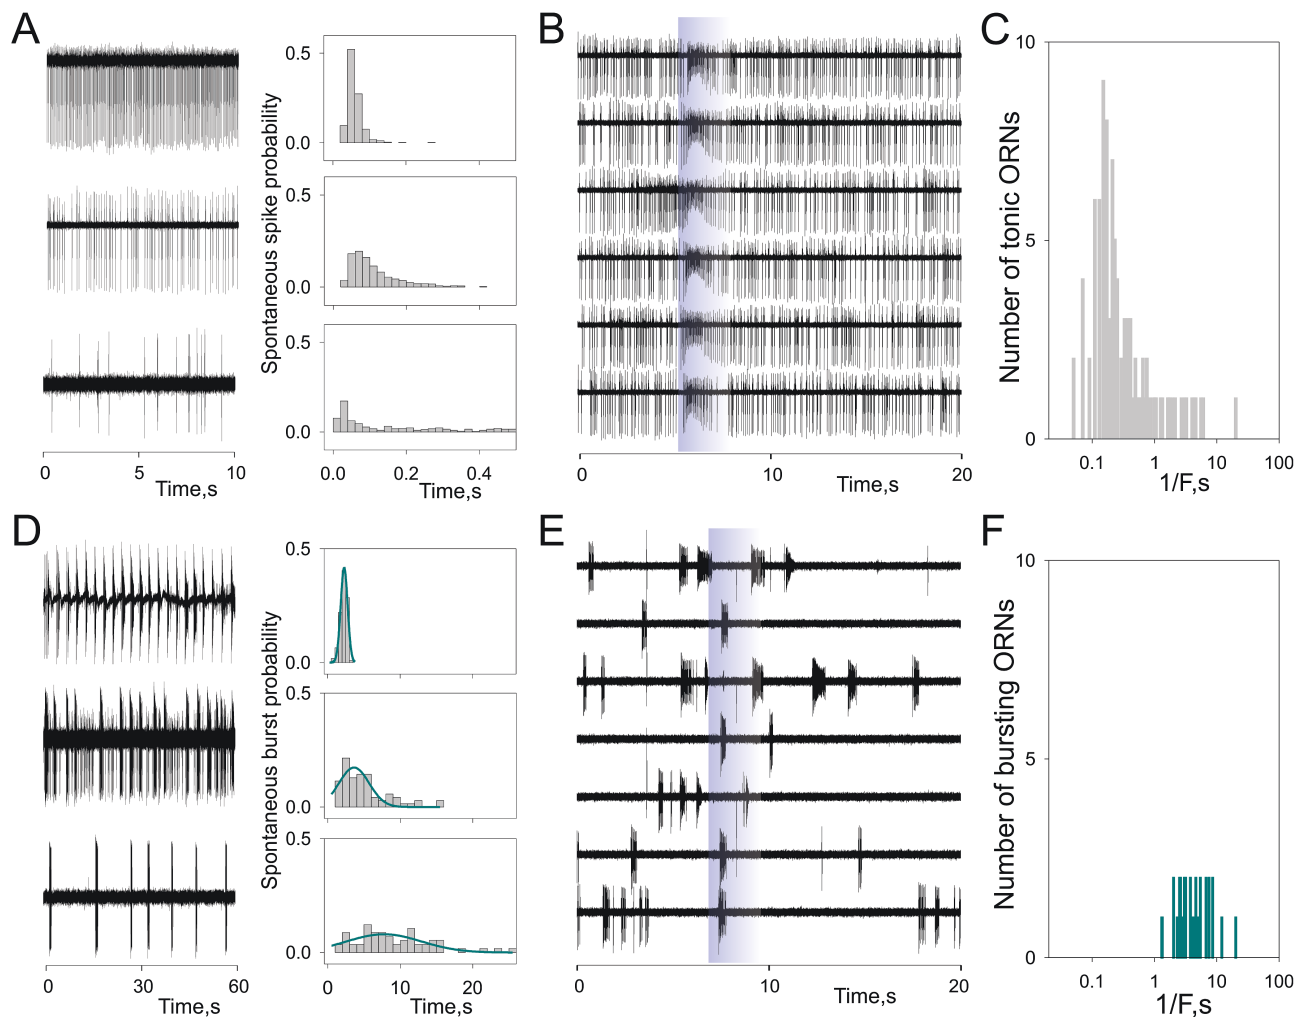 A
Spontaneous spike probability
0.5
0.0
0.5
0.0
0.5
0.0
0 5 10
Time,s
0.0 0.2 0.4
Time,s
B
0 10 20
Time,s
C
Number of tonic ORNs
10
5
0
0.1 1 10 100
1/F,s
D
Spontaneous burst probability
0.5
0.0
0.5
0.0
0.5
0.0
0 30 60
Time,s
0 10 20
Time,s
E
0 10 20
Time,s
F
Number of bursting ORNs
10
5
0
0.1 1 10 100
1/F,s